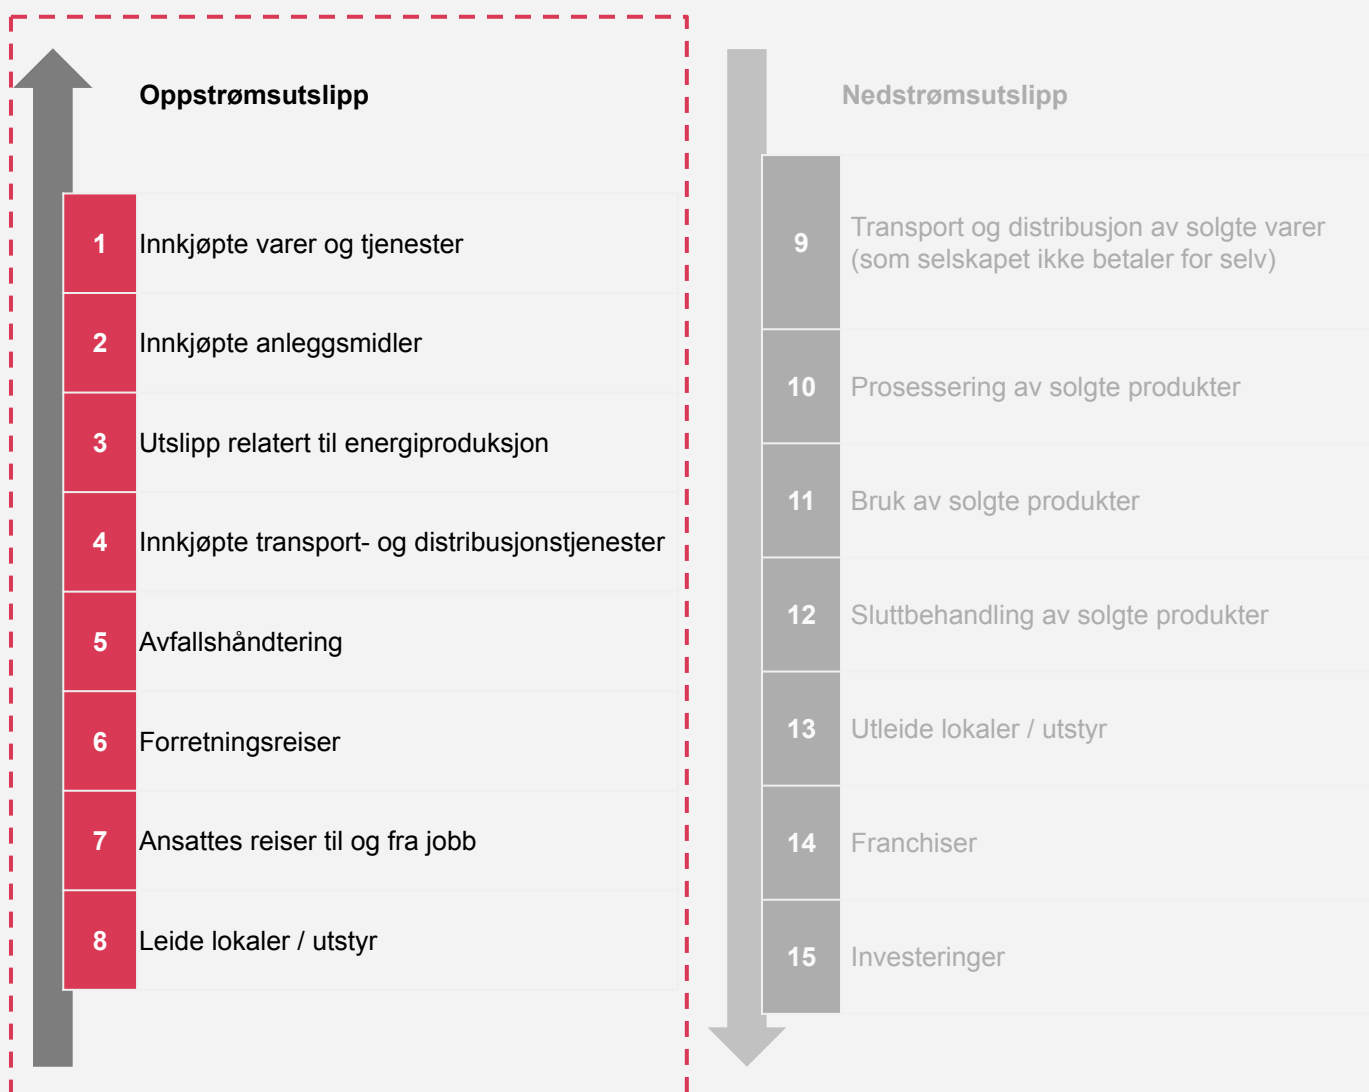 Oppstrømsutslipp
1 Innkjøpte varer og tjenester
2 Innkjøpte anleggsmidler
3 Utslipp relatert til energiproduksjon
4 Innkjøpte transport- og distribusjonstjenester
5 Avfallshåndtering
6 Forretningsreiser
7 Ansattes reiser til og fra jobb
8 Leide lokaler / utstyr
Nedstrømsutslipp
9 Transport og distribusjon av solgte varer
(som selskapet ikke betaler for selv)
10 Prosessering av solgte produkter
11 Bruk av solgte produkter
12 Sluttbehandling av solgte produkter
13 Utleide lokaler / utstyr
14 Franchiser
15 Investeringer